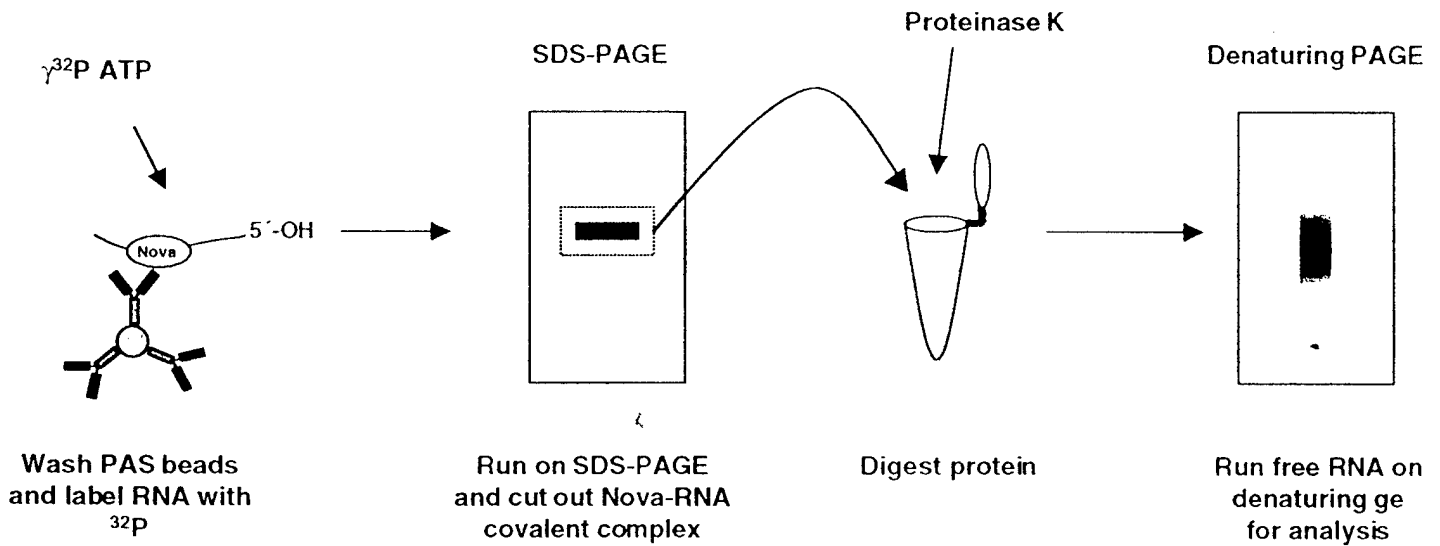 γ³²P ATP
SDS-PAGE
Proteinase K
Denaturing PAGE
5´-OH
Nova
Wash PAS beads
and label RNA with
³²P
Run on SDS-PAGE
and cut out Nova-RNA
covalent complex
Digest protein
Run free RNA on
denaturing ge
for analysis